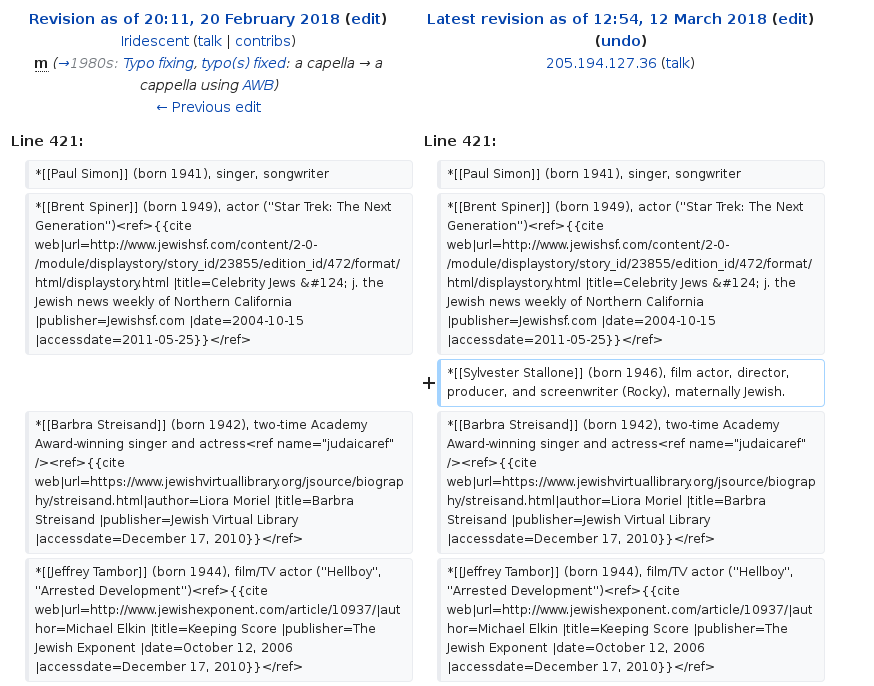 Revision as of 20:11, 20 February 2018 (edit)
Iridescent (talk | contribs)
m (→1980s: Typo fixing, typo(s) fixed: a capella → a
cappella using AWB)
← Previous edit
Latest revision as of 12:54, 12 March 2018 (edit)
(undo)
205.194.127.36 (talk)
Line 421:
Line 421:
*[[Paul Simon]] (born 1941), singer, songwriter
*[[Paul Simon]] (born 1941), singer, songwriter
*[[Brent Spiner]] (born 1949), actor ("Star Trek: The Next
Generation")<ref>{{cite
web|url=http://www.jewishsf.com/content/2-0-
/module/displaystory/story_id/23855/edition_id/472/format/
html/displaystory.html |title=Celebrity Jews &#124; j. the
Jewish news weekly of Northern California
|publisher=Jewishsf.com |date=2004-10-15
|accessdate=2011-05-25}}</ref>
*[[Brent Spiner]] (born 1949), actor ("Star Trek: The Next
Generation")<ref>{{cite
web|url=http://www.jewishsf.com/content/2-0-
/module/displaystory/story_id/23855/edition_id/472/format/
html/displaystory.html |title=Celebrity Jews &#124; j. the
Jewish news weekly of Northern California
|publisher=Jewishsf.com |date=2004-10-15
|accessdate=2011-05-25}}</ref>
+
*[[Sylvester Stallone]] (born 1946), film actor, director,
producer, and screenwriter (Rocky), maternally Jewish.
*[[Barbra Streisand]] (born 1942), two-time Academy
Award-winning singer and actress<ref name="judaicaref"
/><ref>{{cite
web|url=https://www.jewishvirtuallibrary.org/jsource/biograp
hy/streisand.html|author=Liora Moriel |title=Barbra
Streisand |publisher=Jewish Virtual Library
|accessdate=December 17, 2010}}</ref>
*[[Barbra Streisand]] (born 1942), two-time Academy
Award-winning singer and actress<ref name="judaicaref"
/><ref>{{cite
web|url=https://www.jewishvirtuallibrary.org/jsource/biograp
hy/streisand.html|author=Liora Moriel |title=Barbra
Streisand |publisher=Jewish Virtual Library
|accessdate=December 17, 2010}}</ref>
*[[Jeffrey Tambor]] (born 1944), film/TV actor ("Hellboy",
"Arrested Development")<ref>{{cite
web|url=http://www.jewishexponent.com/article/10937/|aut
hor=Michael Elkin |title=Keeping Score |publisher=The
Jewish Exponent |date=October 12, 2006
|accessdate=December 17, 2010}}</ref>
*[[Jeffrey Tambor]] (born 1944), film/TV actor ("Hellboy",
"Arrested Development")<ref>{{cite
web|url=http://www.jewishexponent.com/article/10937/|aut
hor=Michael Elkin |title=Keeping Score |publisher=The
Jewish Exponent |date=October 12, 2006
|accessdate=December 17, 2010}}</ref>